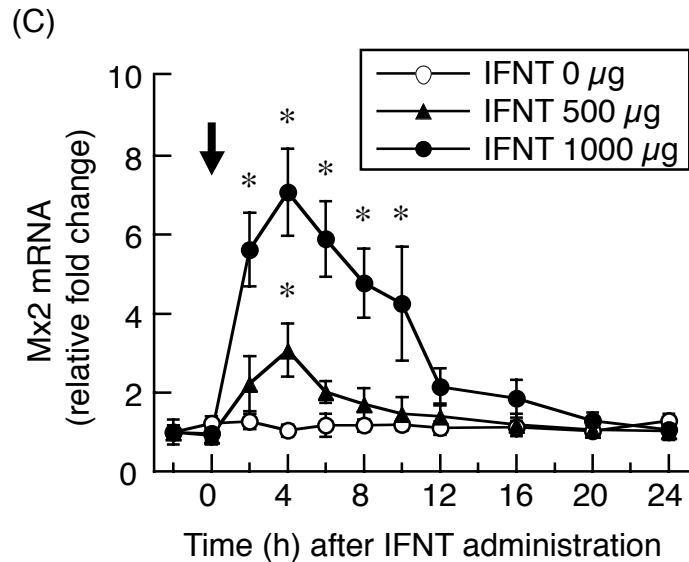 (C)
IFNT 0 µg
IFNT 500 µg
IFNT 1000 µg
Mx2 mRNA
(relative fold change)
10
8
6
4
2
0
*
*
*
*
*
*
0 4 8 12 16 20 24
Time (h) after IFNT administration